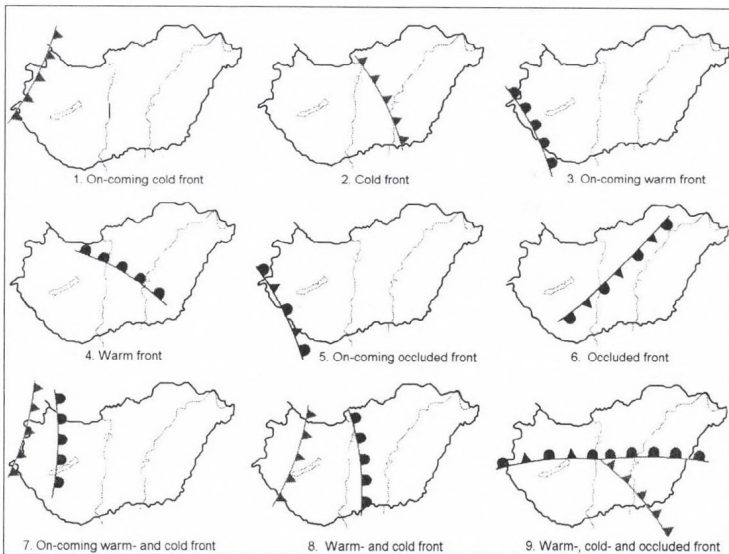 1. On-coming cold front
2. Cold front
3. On-coming warm front
4. Warm front
5. On-coming occluded front
6. Occluded front
7. On-coming warm- and cold front
8. Warm- and cold front
9. Warm-, cold- and occluded front